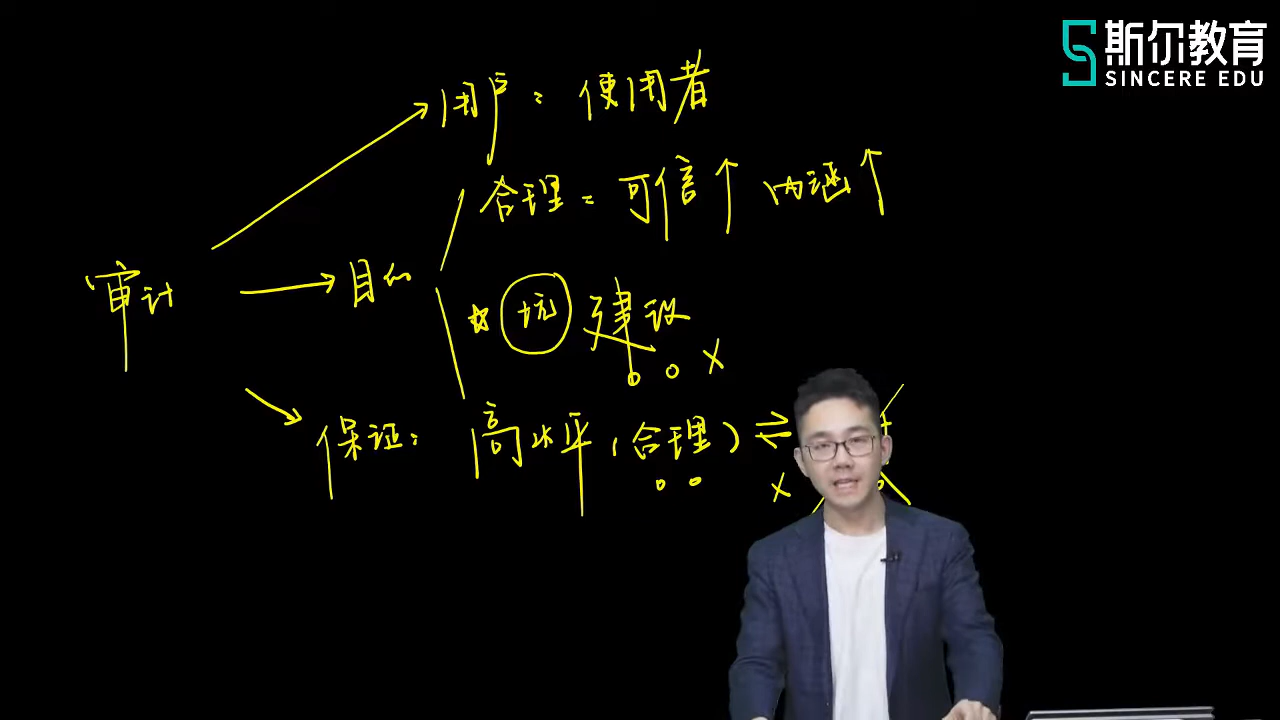 斯尔教育
SINCERE EDU
用户：使用者
合理=可信↑ 内涵↑
审计 → 目的
☆ 坑 建设
保证：高水平（合理）⇌